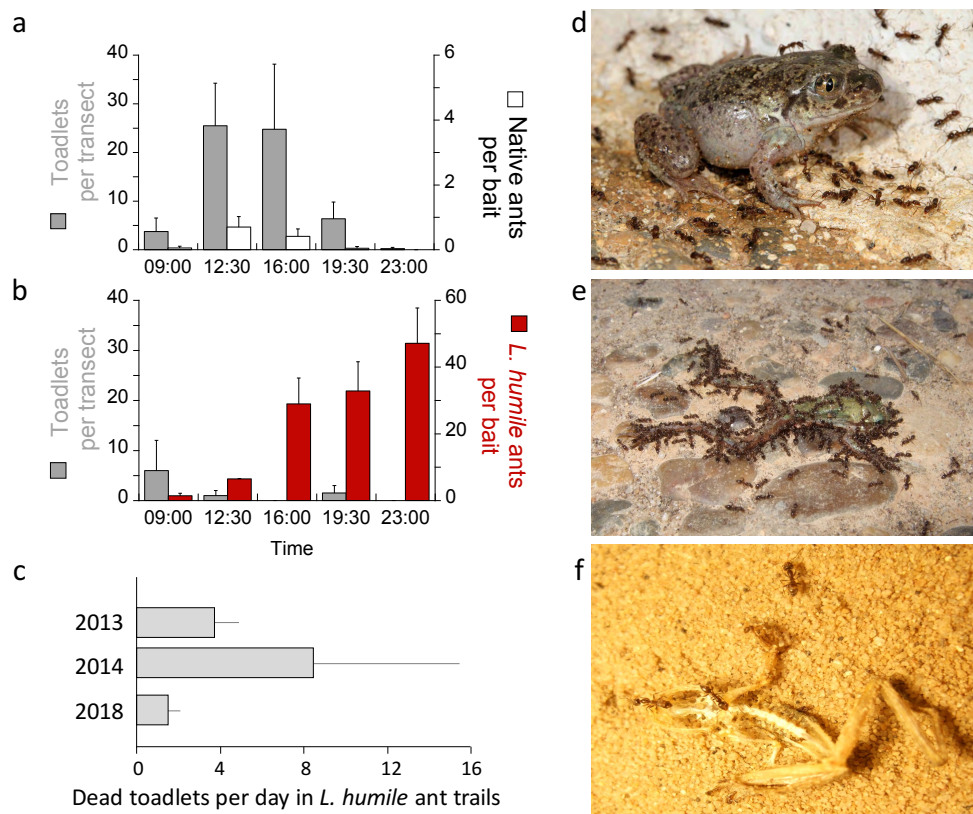 a
40
30
20
10
0
Toadlets
per transect
6
4
2
0
Native ants
per bait
09:00 12:30 16:00 19:30 23:00
b
40
30
20
10
0
Toadlets
per transect
60
40
20
0
L. humile ants
per bait
09:00 12:30 16:00 19:30 23:00
Time
c
2013
2014
2018
0 4 8 12 16
Dead toadlets per day in L. humile ant trails
d
e
f